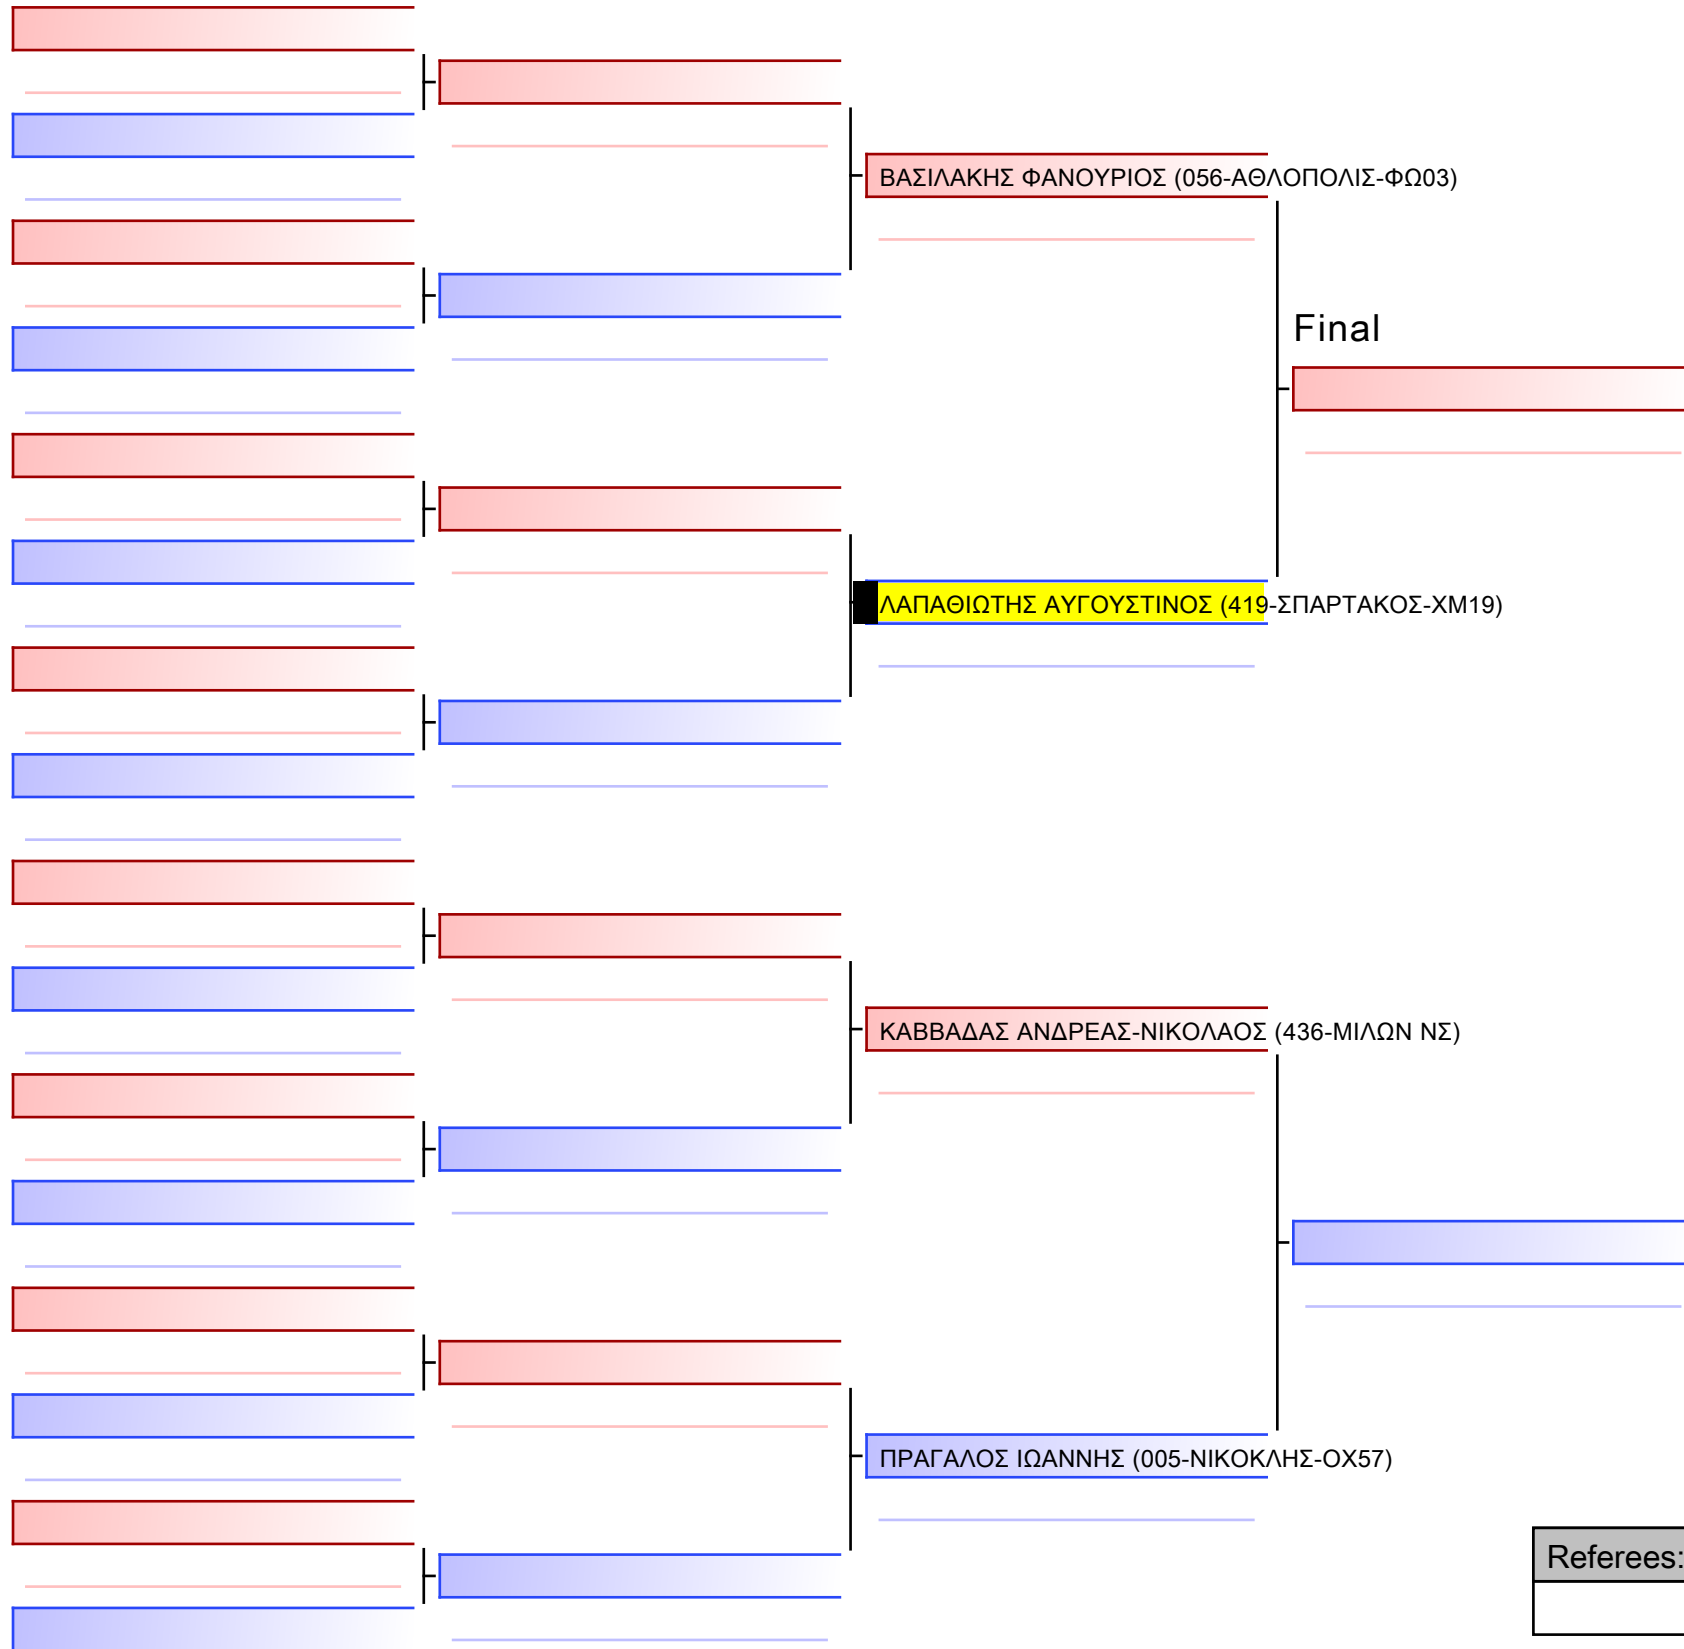 ΒΑΣΙΛΑΚΗΣ ΦΑΝΟΥΡΙΟΣ (056-ΑΘΛΟΠΟΛΙΣ-ΦΩ03)
Final
ΛΑΠΑΘΙΩΤΗΣ ΑΥΓΟΥΣΤΙΝΟΣ (419-ΣΠΑΡΤΑΚΟΣ-ΧΜ19)
ΚΑΒΒΑΔΑΣ ΑΝΔΡΕΑΣ-ΝΙΚΟΛΑΟΣ (436-ΜΙΛΩΝ ΝΣ)
ΠΡΑΓΑΛΟΣ ΙΩΑΝΝΗΣ (005-ΝΙΚΟΚΛΗΣ-ΟΧ57)
Referees: